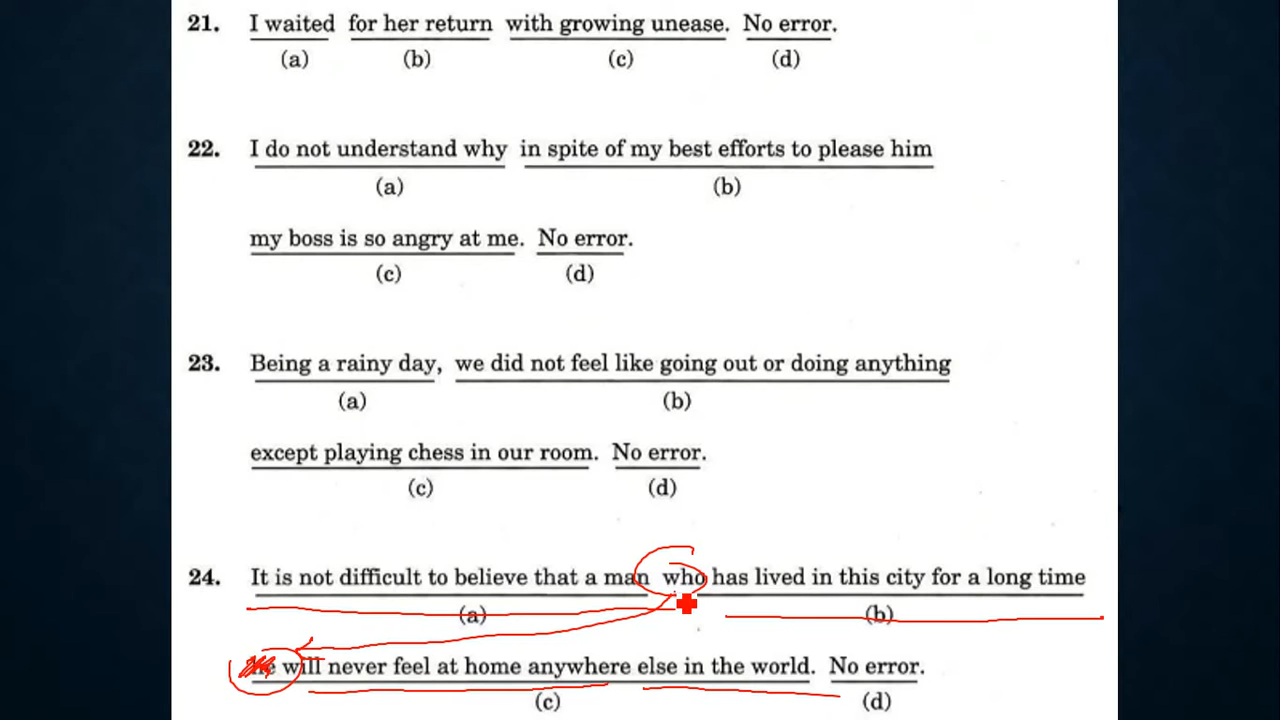 21. I waited for her return with growing unease. No error.
(a) (b) (c) (d)
22. I do not understand why in spite of my best efforts to please him
(a) (b)
my boss is so angry at me. No error.
(c) (d)
23. Being a rainy day, we did not feel like going out or doing anything
(a) (b)
except playing chess in our room. No error.
(c) (d)
24. It is not difficult to believe that a man who has lived in this city for a long time
(a) (b)
he will never feel at home anywhere else in the world. No error.
(c) (d)